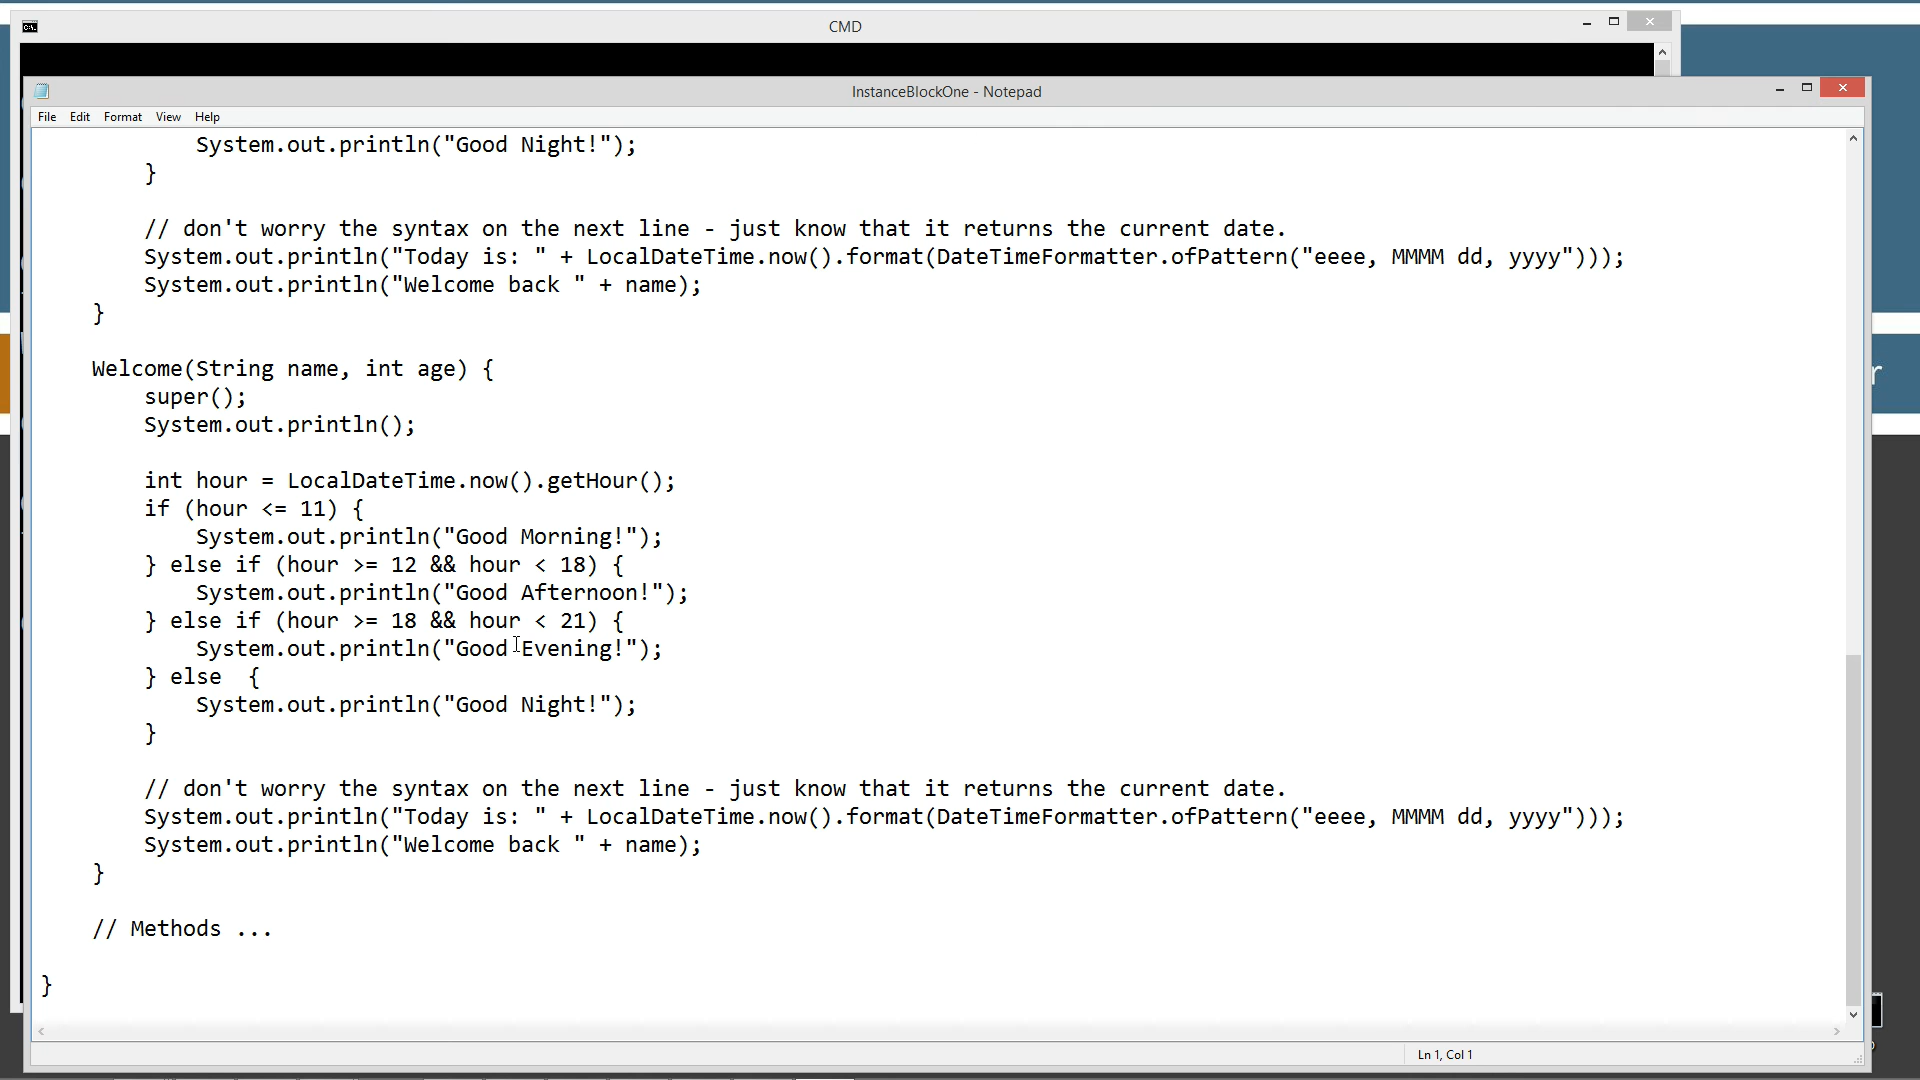 CMD
InstanceBlockOne - Notepad
File Edit Format View Help
System.out.println("Good Night!");
}
// don't worry the syntax on the next line - just know that it returns the current date.
System.out.println("Today is: " + LocalDateTime.now().format(DateTimeFormatter.ofPattern("eeee, MMMM dd, yyyy")));
System.out.println("Welcome back " + name);
}
Welcome(String name, int age) {
super();
System.out.println();
int hour = LocalDateTime.now().getHour();
if (hour <= 11) {
System.out.println("Good Morning!");
} else if (hour >= 12 && hour < 18) {
System.out.println("Good Afternoon!");
} else if (hour >= 18 && hour < 21) {
System.out.println("Good Evening!");
} else  {
System.out.println("Good Night!");
}
// don't worry the syntax on the next line - just know that it returns the current date.
System.out.println("Today is: " + LocalDateTime.now().format(DateTimeFormatter.ofPattern("eeee, MMMM dd, yyyy")));
System.out.println("Welcome back " + name);
}
// Methods ...
}
Ln 1, Col 1